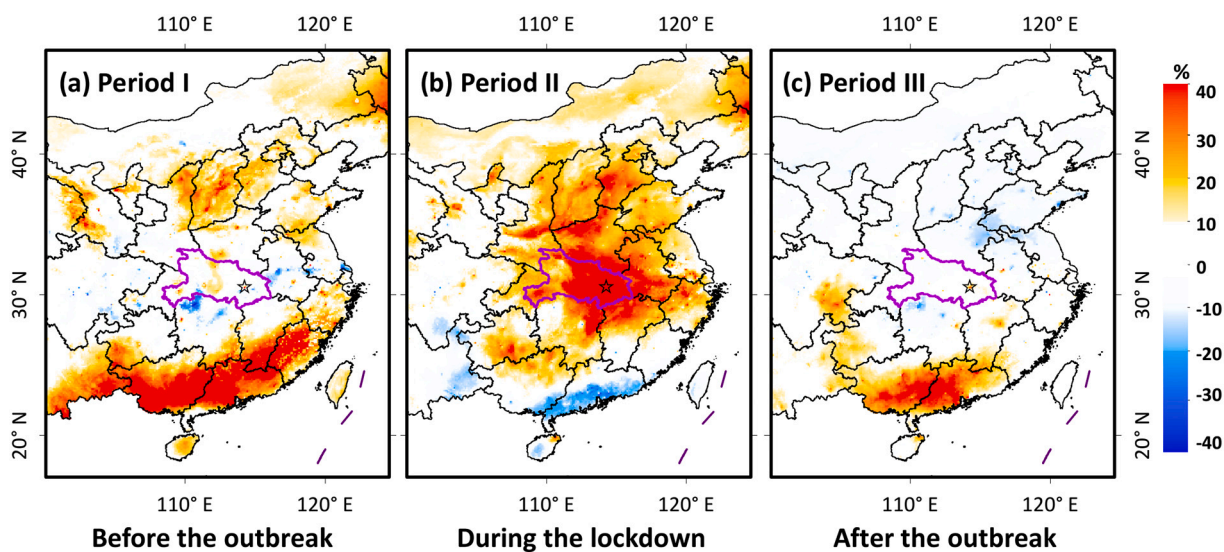 110° E 120° E 110° E 120° E 110° E 120° E
(a) Period I (b) Period II (c) Period III
%
40
30
20
10
0
-10
-20
-30
-40
40° N
30° N
20° N
40° N
30° N
20° N
110° E 120° E 110° E 120° E 110° E 120° E
Before the outbreak During the lockdown After the outbreak